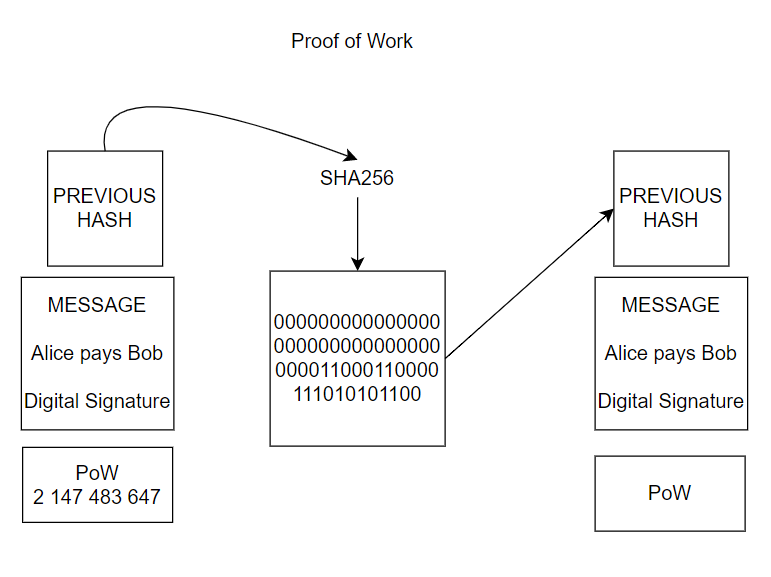 Proof of Work
PREVIOUS
HASH
MESSAGE
Alice pays Bob
Digital Signature
PoW
2 147 483 647
SHA256
000000000000000
000000000000000
000011000110000
111010101100
PREVIOUS
HASH
MESSAGE
Alice pays Bob
Digital Signature
PoW